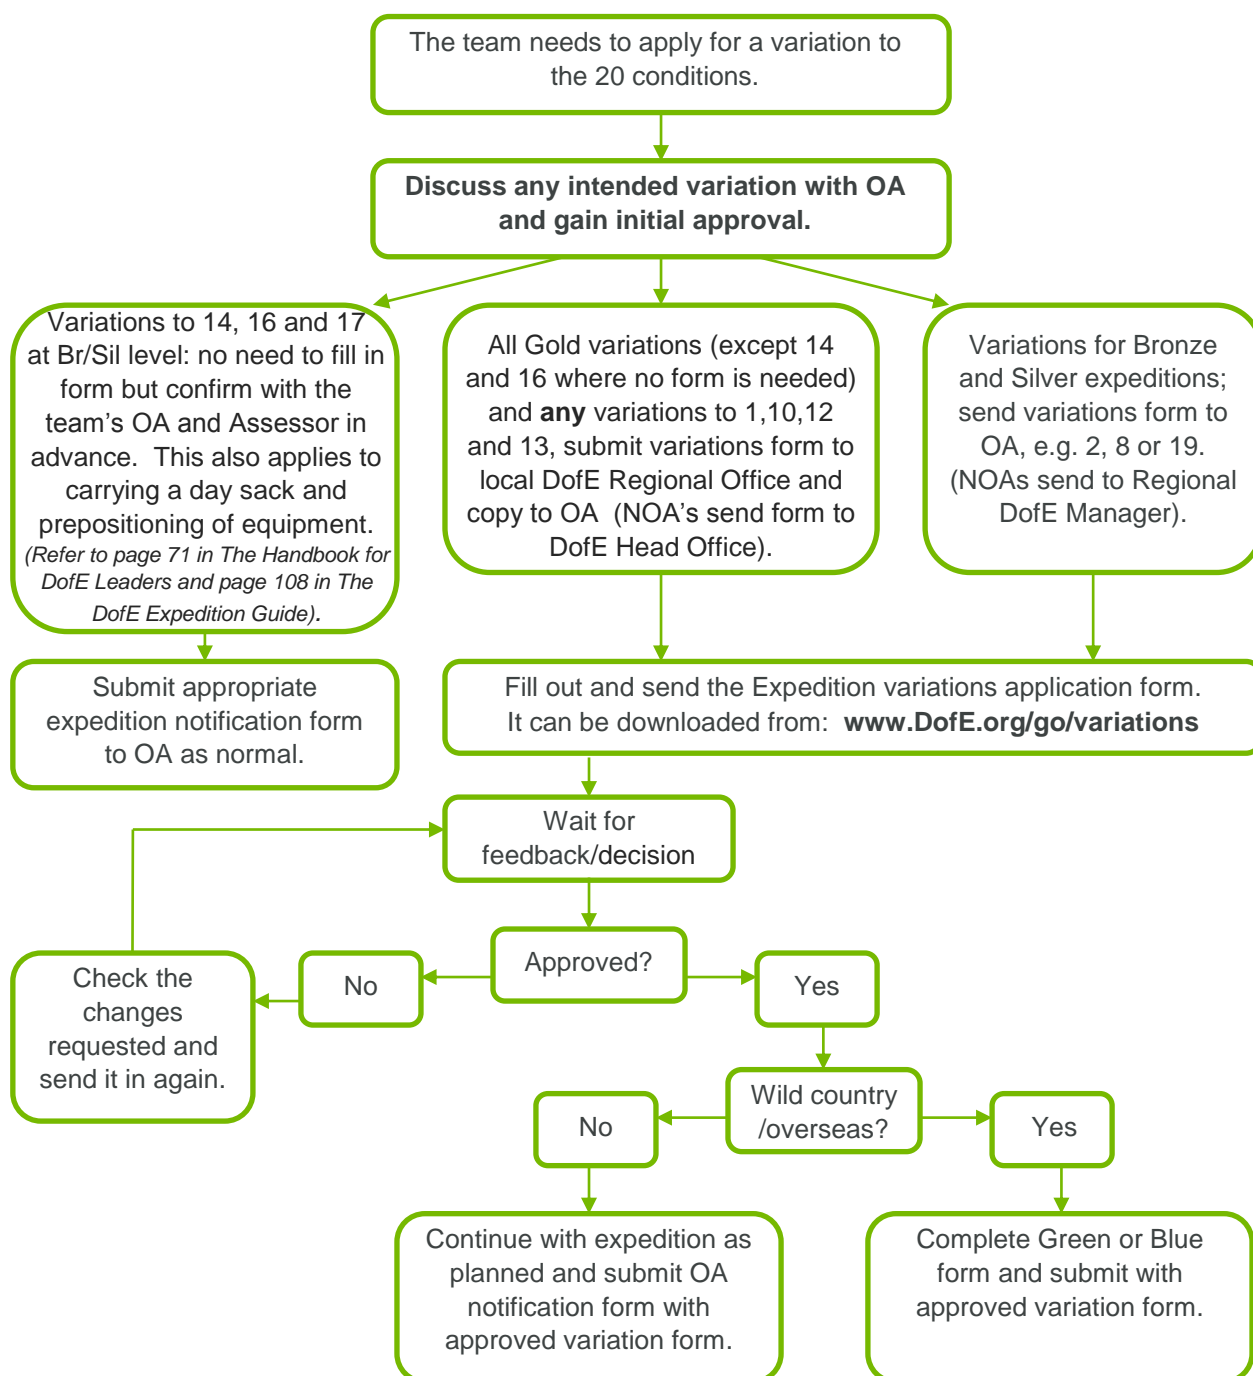 The team needs to apply for a variation to
the 20 conditions.
Discuss any intended variation with OA
and gain initial approval.
Variations to 14, 16 and 17
at Br/Sil level: no need to fill in
form but confirm with the
team's OA and Assessor in
advance.  This also applies to
carrying a day sack and
prepositioning of equipment.
(Refer to page 71 in The Handbook for
DofE Leaders and page 108 in The
DofE Expedition Guide).
All Gold variations (except 14
and 16 where no form is needed)
and any variations to 1,10,12
and 13, submit variations form to
local DofE Regional Office and
copy to OA  (NOA's send form to
DofE Head Office).
Variations for Bronze
and Silver expeditions;
send variations form to
OA, e.g. 2, 8 or 19.
(NOAs send to Regional
DofE Manager).
Submit appropriate
expedition notification form
to OA as normal.
Fill out and send the Expedition variations application form.
It can be downloaded from:  www.DofE.org/go/variations
Wait for
feedback/decision
Approved?
No
Yes
Check the
changes
requested and
send it in again.
Wild country
/overseas?
No
Yes
Continue with expedition as
planned and submit OA
notification form with
approved variation form.
Complete Green or Blue
form and submit with
approved variation form.